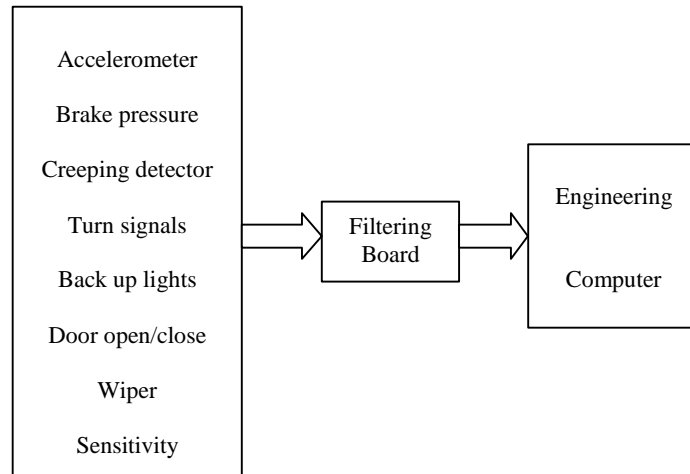 Accelerometer
Brake pressure
Creeping detector
Turn signals
Back up lights
Door open/close
Wiper
Sensitivity
Filtering
Board
Engineering
Computer